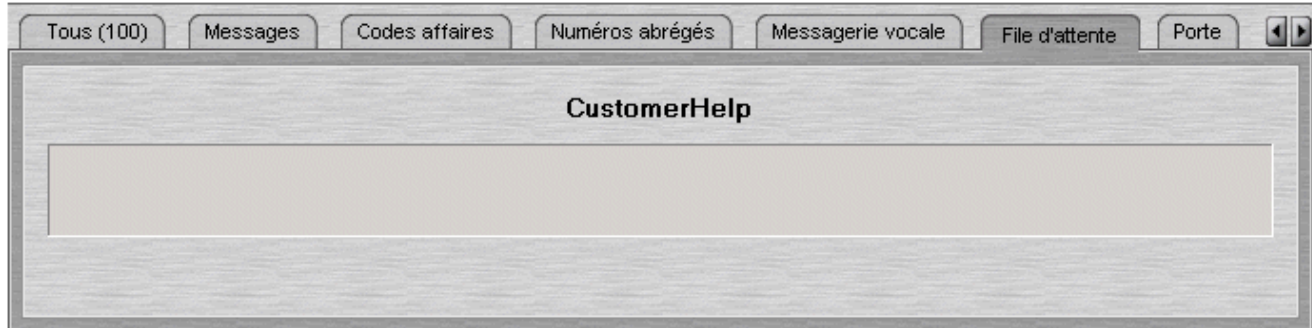 Tous (100) Messages Codes affaires Numéros abrégés Messagerie vocale File d'attente Porte
CustomerHelp